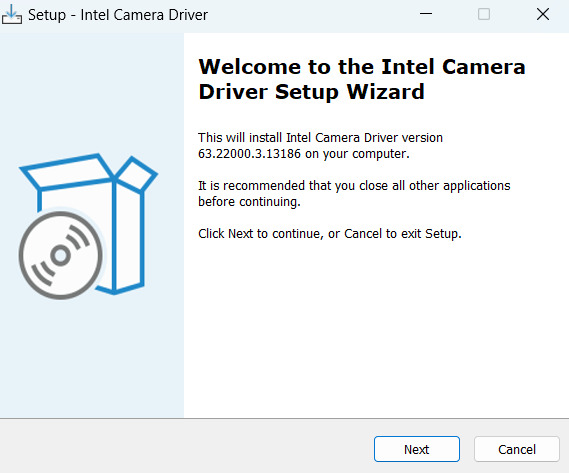 Setup - Intel Camera Driver
Welcome to the Intel Camera
Driver Setup Wizard
This will install Intel Camera Driver version
63.22000.3.13186 on your computer.
It is recommended that you close all other applications
before continuing.
Click Next to continue, or Cancel to exit Setup.
Next
Cancel